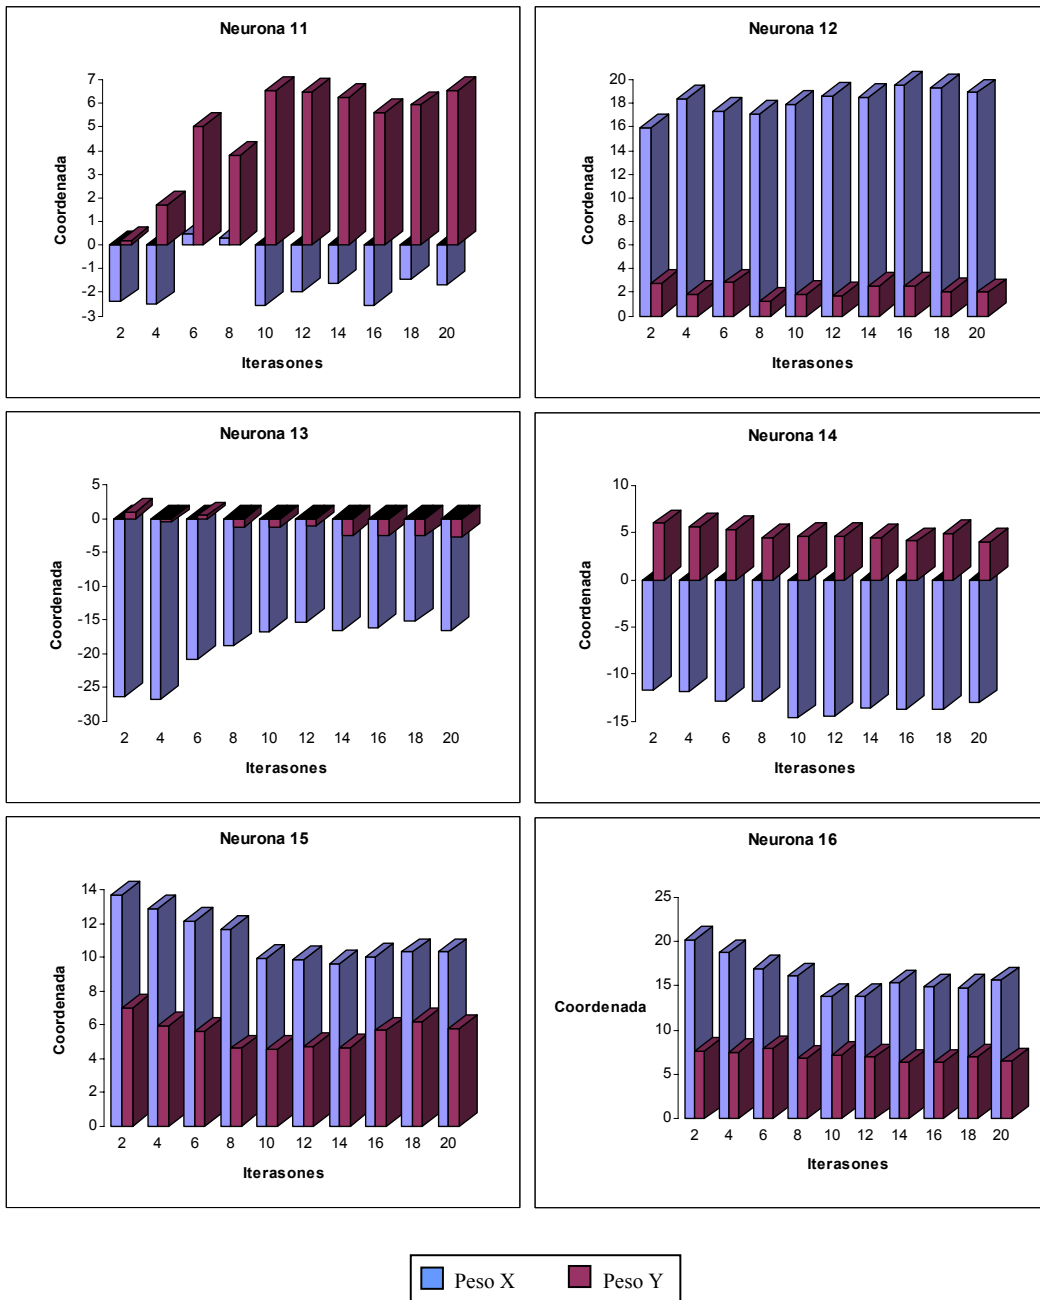 Neurona 11
Coordenada
7
6
5
4
3
2
1
0
-1
-2
-3
2 4 6 8 10 12 14 16 18 20
Iterasones
Neurona 12
Coordenada
20
18
16
14
12
10
8
6
4
2
0
2 4 6 8 10 12 14 16 18 20
Iterasones
Neurona 13
Coordenada
5
0
-5
-10
-15
-20
-25
-30
2 4 6 8 10 12 14 16 18 20
Iterasones
Neurona 14
Coordenada
10
5
0
-5
-10
-15
2 4 6 8 10 12 14 16 18 20
Iterasones
Neurona 15
Coordenada
14
12
10
8
6
4
2
0
2 4 6 8 10 12 14 16 18 20
Iterasones
Neurona 16
Coordenada
25
20
15
10
5
0
2 4 6 8 10 12 14 16 18 20
Iterasones
Peso X Peso Y